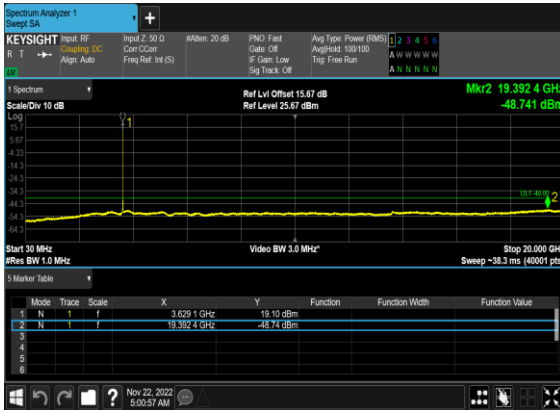 Spectrum Analyzer 1
Swept SA
+
KEYSIGHT
R T
Input: RF
Coupling: DC
Align: Auto
Input Z: 50 Ω
Corr CCorr
Freq Ref: Int (S)
#Atten: 20 dB
PNO: Fast
Gate: Off
IF Gain: Low
Sig Track: Off
Avg Type: Power (RMS)
Avg|Hold: 100/100
Trig: Free Run
1 2 3 4 5 6
A W W W W W
A N N N N N
1 Spectrum
Scale/Div 10 dB
Ref Lvl Offset 15.67 dB
Ref Level 25.67 dBm
Mkr2 19.392 4 GHz
-48.741 dBm
Log
15.7
5.67
-4.33
-14.3
-24.3
-34.3
-44.3
-54.3
-64.3
1
DL1 -40.00
2
Start 30 MHz
#Res BW 1.0 MHz
Video BW 3.0 MHz*
Stop 20.000 GHz
Sweep ~38.3 ms (40001 pts)
5 Marker Table
Mode Trace Scale X Y Function Function Width Function Value
1 N 1 f 3.629 1 GHz 19.10 dBm
2 N 1 f 19.392 4 GHz -48.74 dBm
3
4
5
6
?
Nov 22, 2022
5:00:57 AM